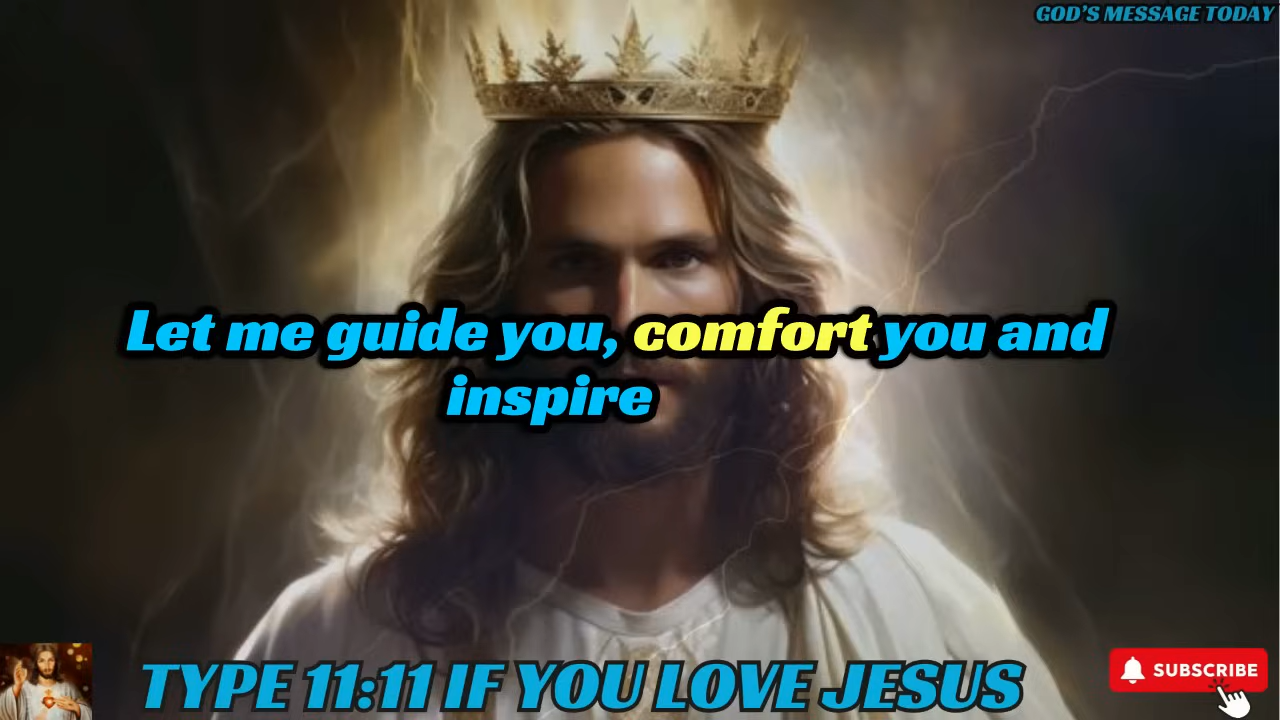 GOD'S MESSAGE TODAY
Let me guide you, comfort you and
inspire
TYPE 11:11 IF YOU LOVE JESUS
SUBSCRIBE